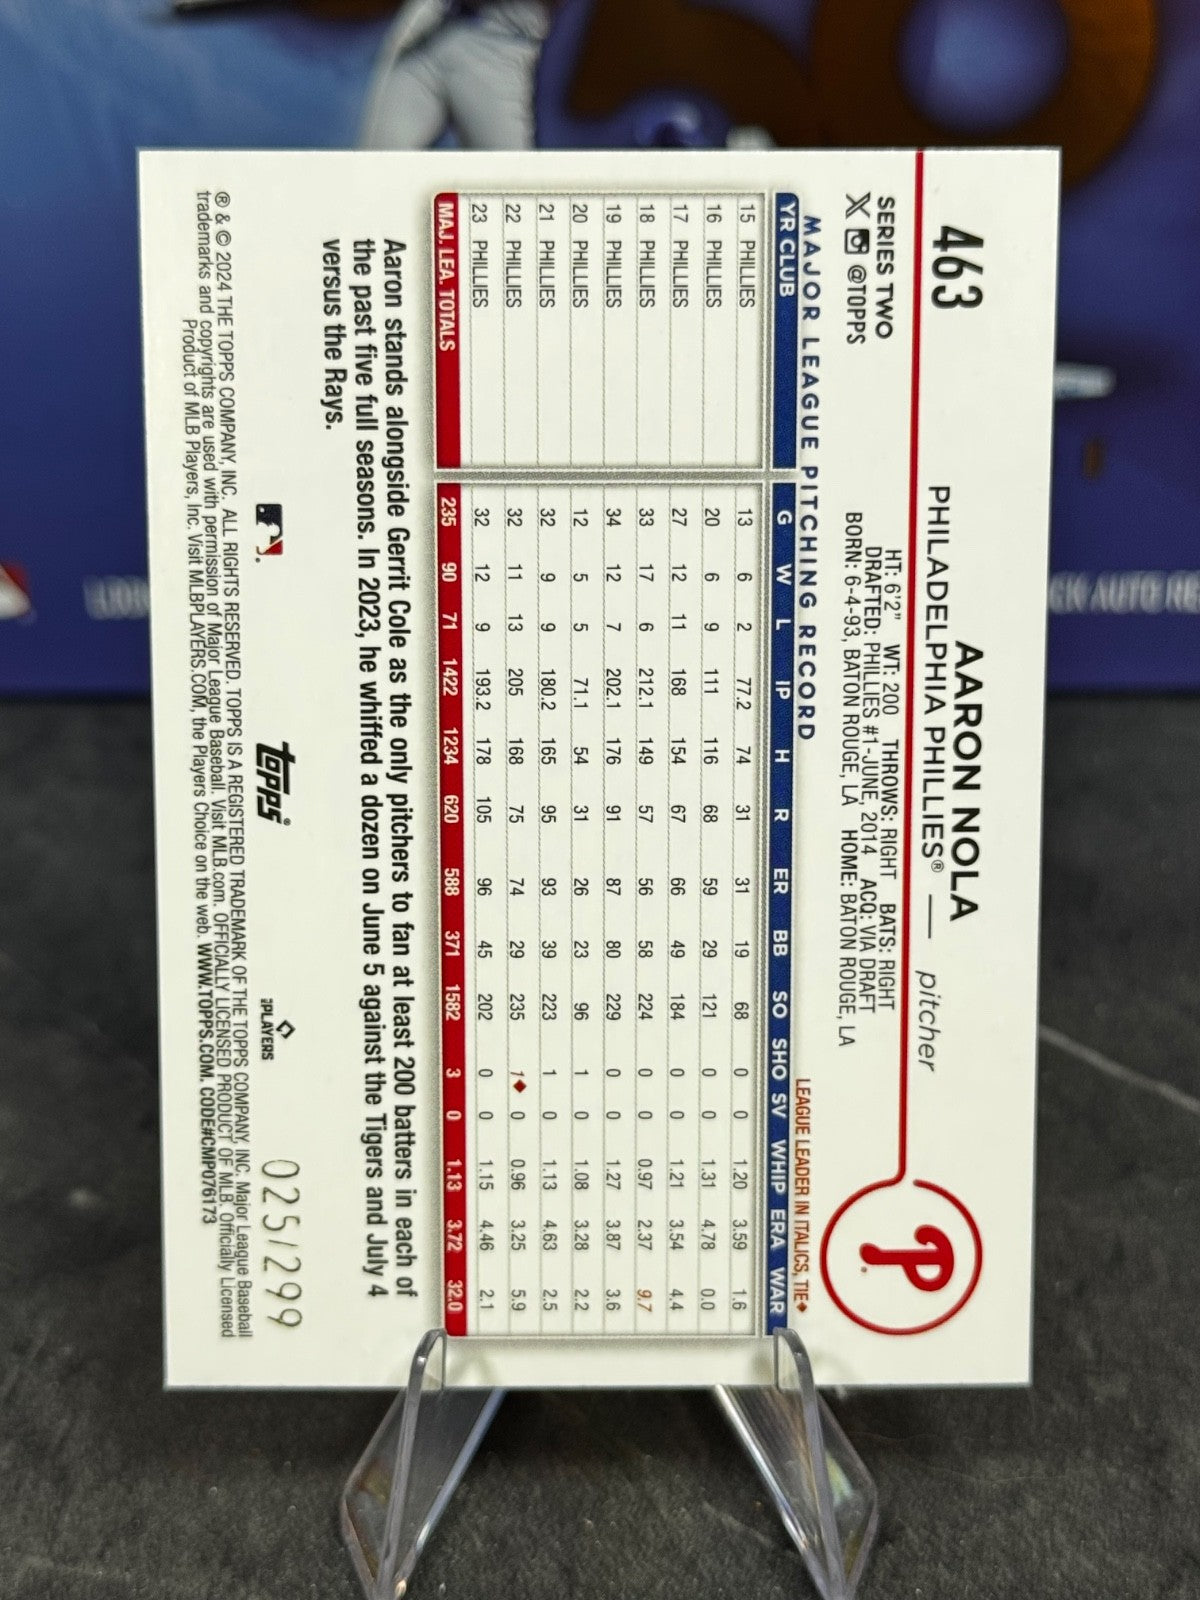 463
AARON NOLA
PHILADELPHIA PHILLIES® — pitcher
SERIES TWO
@TOPPS
HT: 6'2" WT: 200 THROWS: RIGHT BATS: RIGHT
DRAFTED: PHILLIES #1-JUNE, 2014 ACQ: VIA DRAFT
BORN: 6-4-93, BATON ROUGE, LA HOME: BATON ROUGE, LA
P
MAJOR LEAGUE PITCHING RECORD
LEAGUE LEADER IN ITALICS, TIE♦
YR CLUB G W L IP H R ER BB SO SHO SV WHIP ERA WAR
15 PHILLIES 13 6 2 77.2 74 31 31 19 68 0 0 1.20 3.59 1.6
16 PHILLIES 20 6 9 111 116 68 59 29 121 0 0 1.31 4.78 0.0
17 PHILLIES 27 12 11 168 154 67 66 49 184 0 0 1.21 3.54 4.4
18 PHILLIES 33 17 6 212.1 149 57 56 58 224 0 0 0.97 2.37 9.7
19 PHILLIES 34 12 7 202.1 176 91 87 80 229 0 0 1.27 3.87 3.6
20 PHILLIES 12 5 5 71.1 54 31 26 23 96 1 0 1.08 3.28 2.2
21 PHILLIES 32 9 9 180.2 165 95 93 39 223 1 0 1.13 4.63 2.5
22 PHILLIES 32 11 13 205 168 75 74 29 235 1♦ 0 0.96 3.25 5.9
23 PHILLIES 32 12 9 193.2 178 105 96 45 202 0 0 1.15 4.46 2.1
MAJ. LEA. TOTALS 235 90 71 1422 1234 620 588 371 1582 3 0 1.13 3.72 32.0
Aaron stands alongside Gerrit Cole as the only pitchers to fan at least 200 batters in each of
the past five full seasons. In 2023, he whiffed a dozen on June 5 against the Tigers and July 4
versus the Rays.
topps®
PLAYERS
025/299
® & © 2024 THE TOPPS COMPANY, INC. ALL RIGHTS RESERVED. TOPPS IS A REGISTERED TRADEMARK OF THE TOPPS COMPANY, INC. Major League Baseball
trademarks and copyrights are used with permission of Major League Baseball. Visit MLB.com. OFFICIALLY LICENSED PRODUCT OF MLB. Officially Licensed
Product of MLB Players, Inc. Visit MLBPLAYERS.COM, the Players Choice on the web. WWW.TOPPS.COM. CODE#CMP076173
AUTO